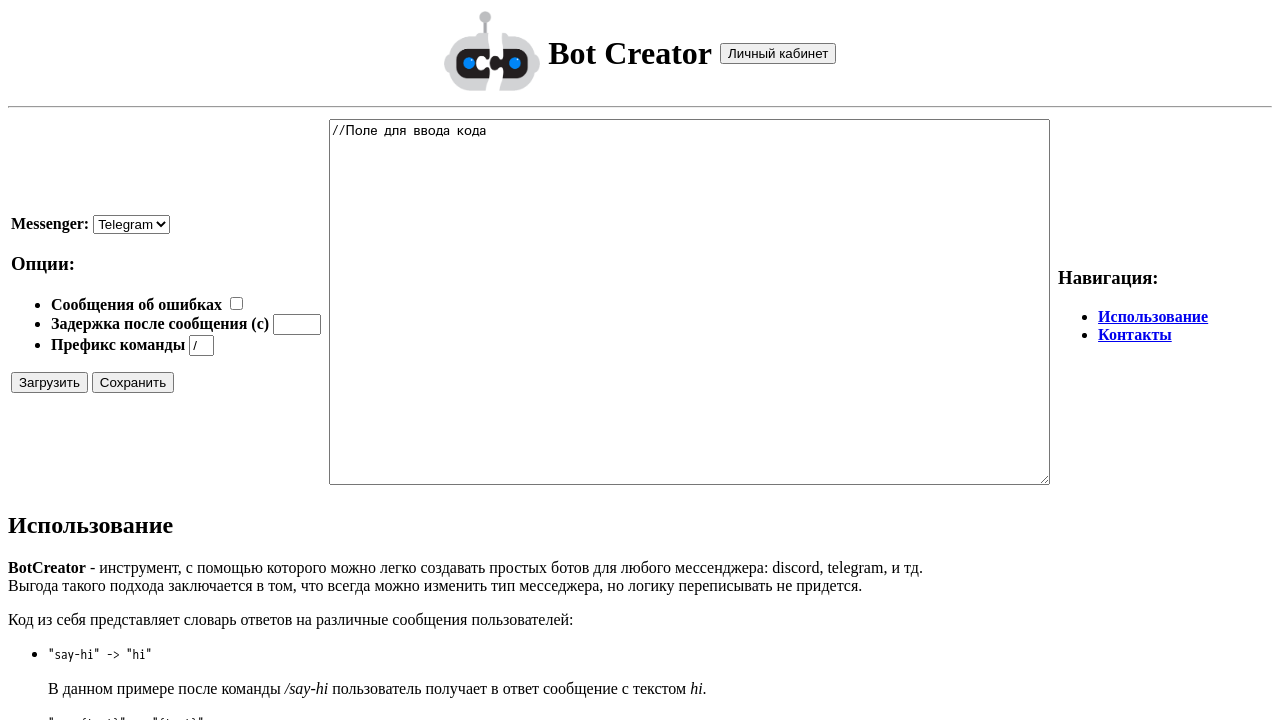 Bot Creator
Личный кабинет
//Поле для ввода кода
Messenger: Telegram
Опции:
Сообщения об ошибках
Задержка после сообщения (с)
Префикс команды /
Загрузить Сохранить
Навигация:
Использование
Контакты
Использование
BotCreator - инструмент, с помощью которого можно легко создавать простых ботов для любого мессенджера: discord, telegram, и тд.
Выгода такого подхода заключается в том, что всегда можно изменить тип месседжера, но логику переписывать не придется.
Код из себя представляет словарь ответов на различные сообщения пользователей:
"say-hi" -> "hi"
В данном примере после команды /say-hi пользователь получает в ответ сообщение с текстом hi.